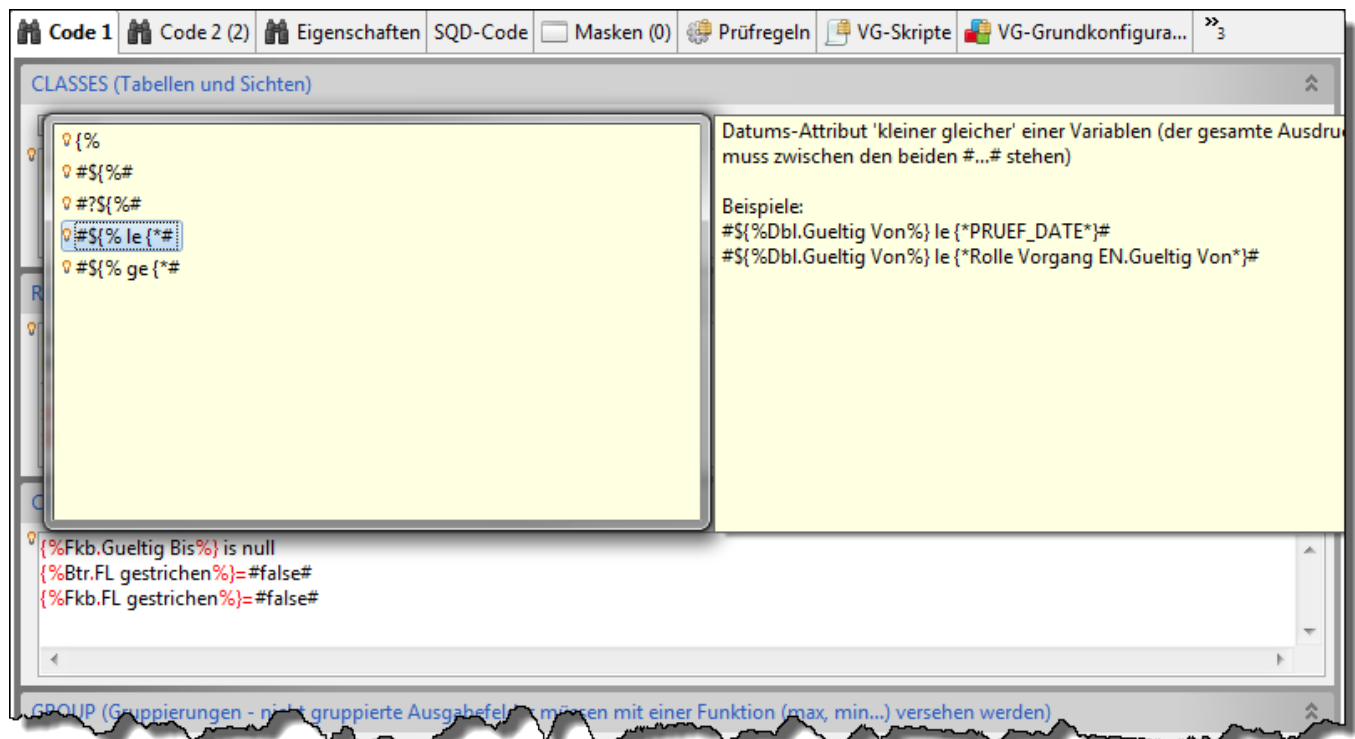 Code 1 Code 2 (2) Eigenschaften SQD-Code Masken (0) Prüfregeln VG-Skripte VG-Grundkonfigura... » 3
CLASSES (Tabellen und Sichten)
{%
#${%#
#?${%#
#${% le {*#
#${% ge {*#
Datums-Attribut 'kleiner gleicher' einer Variablen (der gesamte
muss zwischen den beiden #...# stehen)
Beispiele:
#${%Dbl.Gueltig Von%} le {*PRUEF_DATE*}#
#${%Dbl.Gueltig Von%} le {*Rolle Vorgang EN.Gueltig Von*}#
R
C
{%Fkb.Gueltig Bis%} is null
{%Btr.FL gestrichen%}=#false#
{%Fkb.FL gestrichen%}=#false#
GROUP (Gruppierungen - nicht gruppierte Ausgabefelder müssen mit einer Funktion (max, min...) versehen werden)